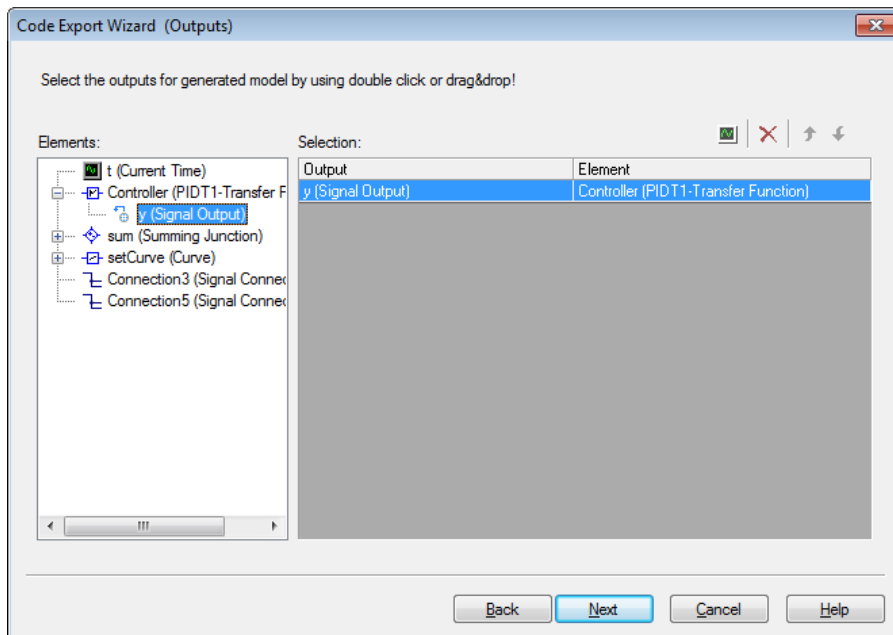 Code Export Wizard (Outputs)
Select the outputs for generated model by using double click or drag&drop!
Elements:
Selection:
t (Current Time)
Controller (PIDT1-Transfer F
y (Signal Output)
sum (Summing Junction)
setCurve (Curve)
Connection3 (Signal Connec
Connection5 (Signal Connec
Output Element
y (Signal Output) Controller (PIDT1-Transfer Function)
Back Next Cancel Help